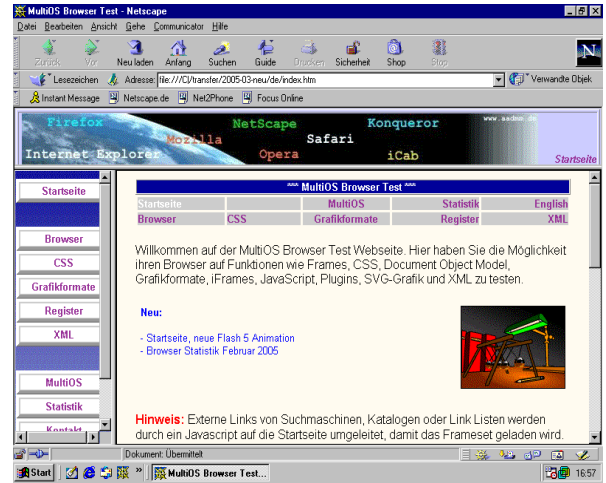 MultiOS Browser Test - Netscape
Datei Bearbeiten Ansicht Gehe Communicator Hilfe
Zurück Vor Neu laden Anfang Suchen Guide Drucken Sicherheit Shop Stop
Lesezeichen Adresse: file:///C|/transfer/2005-03-neu/de/index.htm Verwandte Objek
Instant Message Netscape.de Net2Phone Focus Online
Firefox NetScape Konqueror
Mozilla Safari
Internet Explorer Opera iCab
Startseite
Startseite
Browser
CSS
Grafikformate
Register
XML
MultiOS
Statistik
Kontakt
*** MultiOS Browser Test ***
Startseite MultiOS Statistik English
Browser CSS Grafikformate Register XML
Willkommen auf der MultiOS Browser Test Webseite. Hier haben Sie die Möglichkeit
ihren Browser auf Funktionen wie Frames, CSS, Document Object Model,
Grafikformate, iFrames, JavaScript, Plugins, SVG-Grafik und XML zu testen.
Neu:
- Startseite, neue Flash 5 Animation
- Browser Statistik Februar 2005
Hinweis: Externe Links von Suchmaschinen, Katalogen oder Link Listen werden
durch ein Javascript auf die Startseite umgeleitet, damit das Frameset geladen wird.
Dokument: Übermittelt
Start MultiOS Browser Test... 16:57